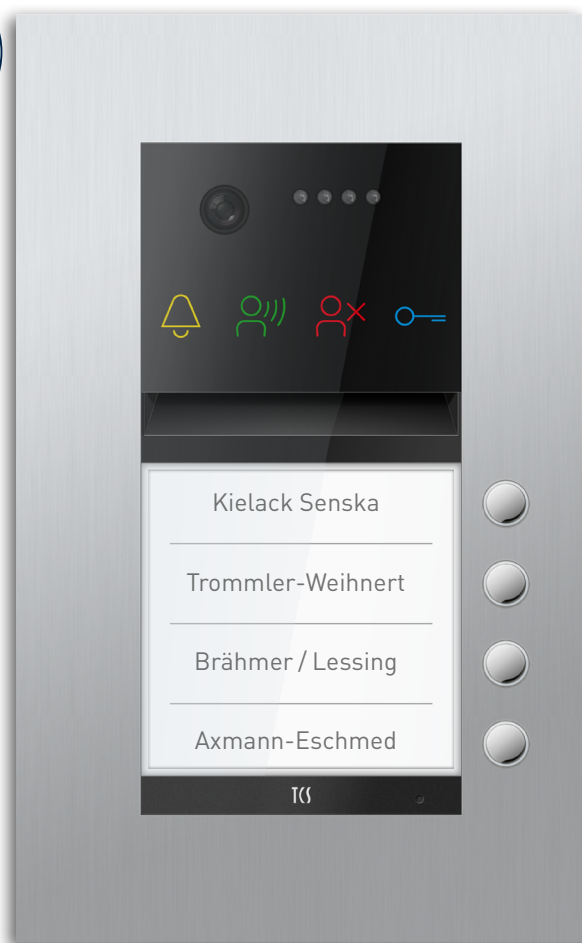 Kielack Senska
Trommler-Weihnert
Brähmer / Lessing
Axmann-Eschmed
TCS